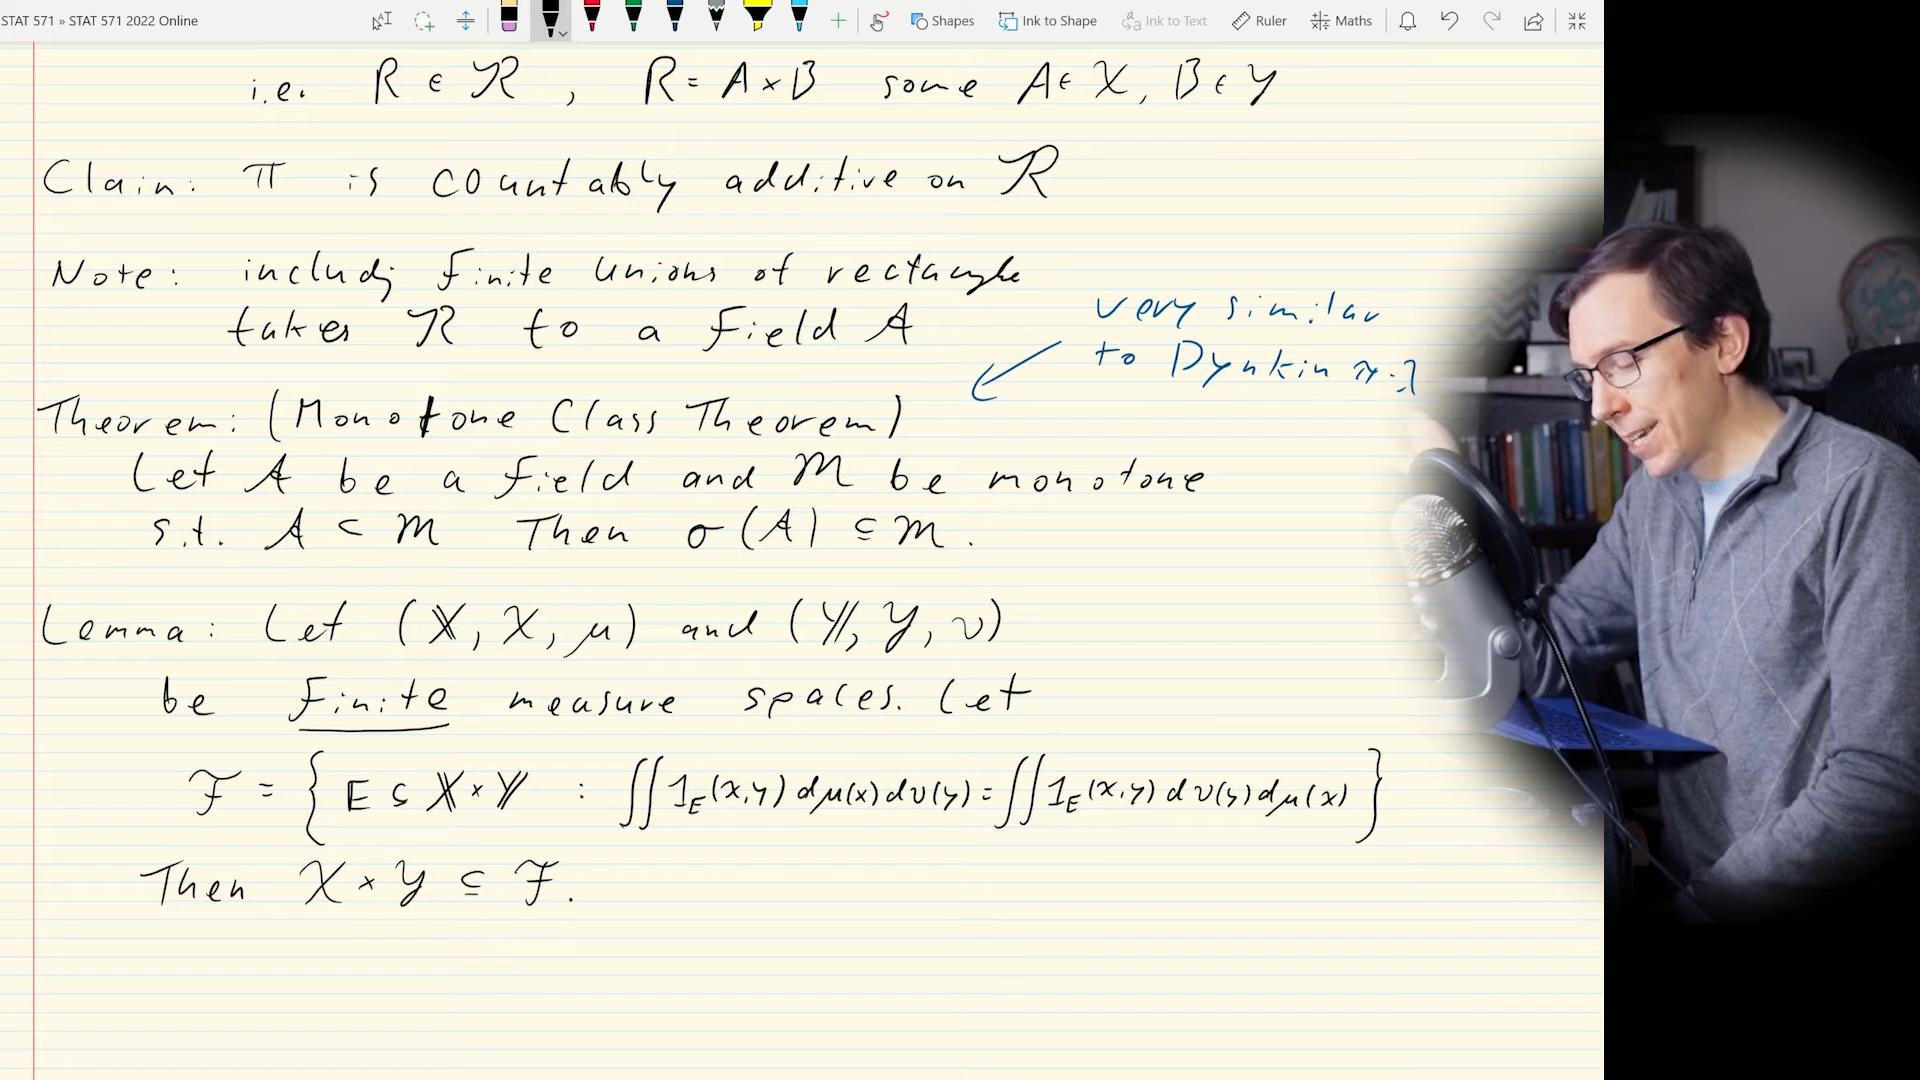 STAT 571 » STAT 571 2022 Online
Shapes
Ink to Shape
Ink to Text
Ruler
Maths
i.e. R ∈ ℛ, R = A × B some A ∈ 𝒳, B ∈ 𝒴
Claim: π is countably additive on ℛ
Note: includ; finite unions of rectangle
takes ℛ to a field 𝒜
very similar
to Dynkin π-λ
Theorem: (Monotone Class Theorem)
Let 𝒜 be a field and ℳ be monotone
s.t. 𝒜 ⊂ ℳ Then σ(𝒜) ⊆ ℳ.
Lemma: Let (𝕏, 𝒳, μ) and (𝕐, 𝒴, ν)
be finite measure spaces. Let
ℱ = { E ⊆ 𝕏 × 𝕐 : ∬ 1_E(x,y) dμ(x) dν(y) = ∬ 1_E(x,y) dν(y) dμ(x) }
Then 𝒳 × 𝒴 ⊆ ℱ.